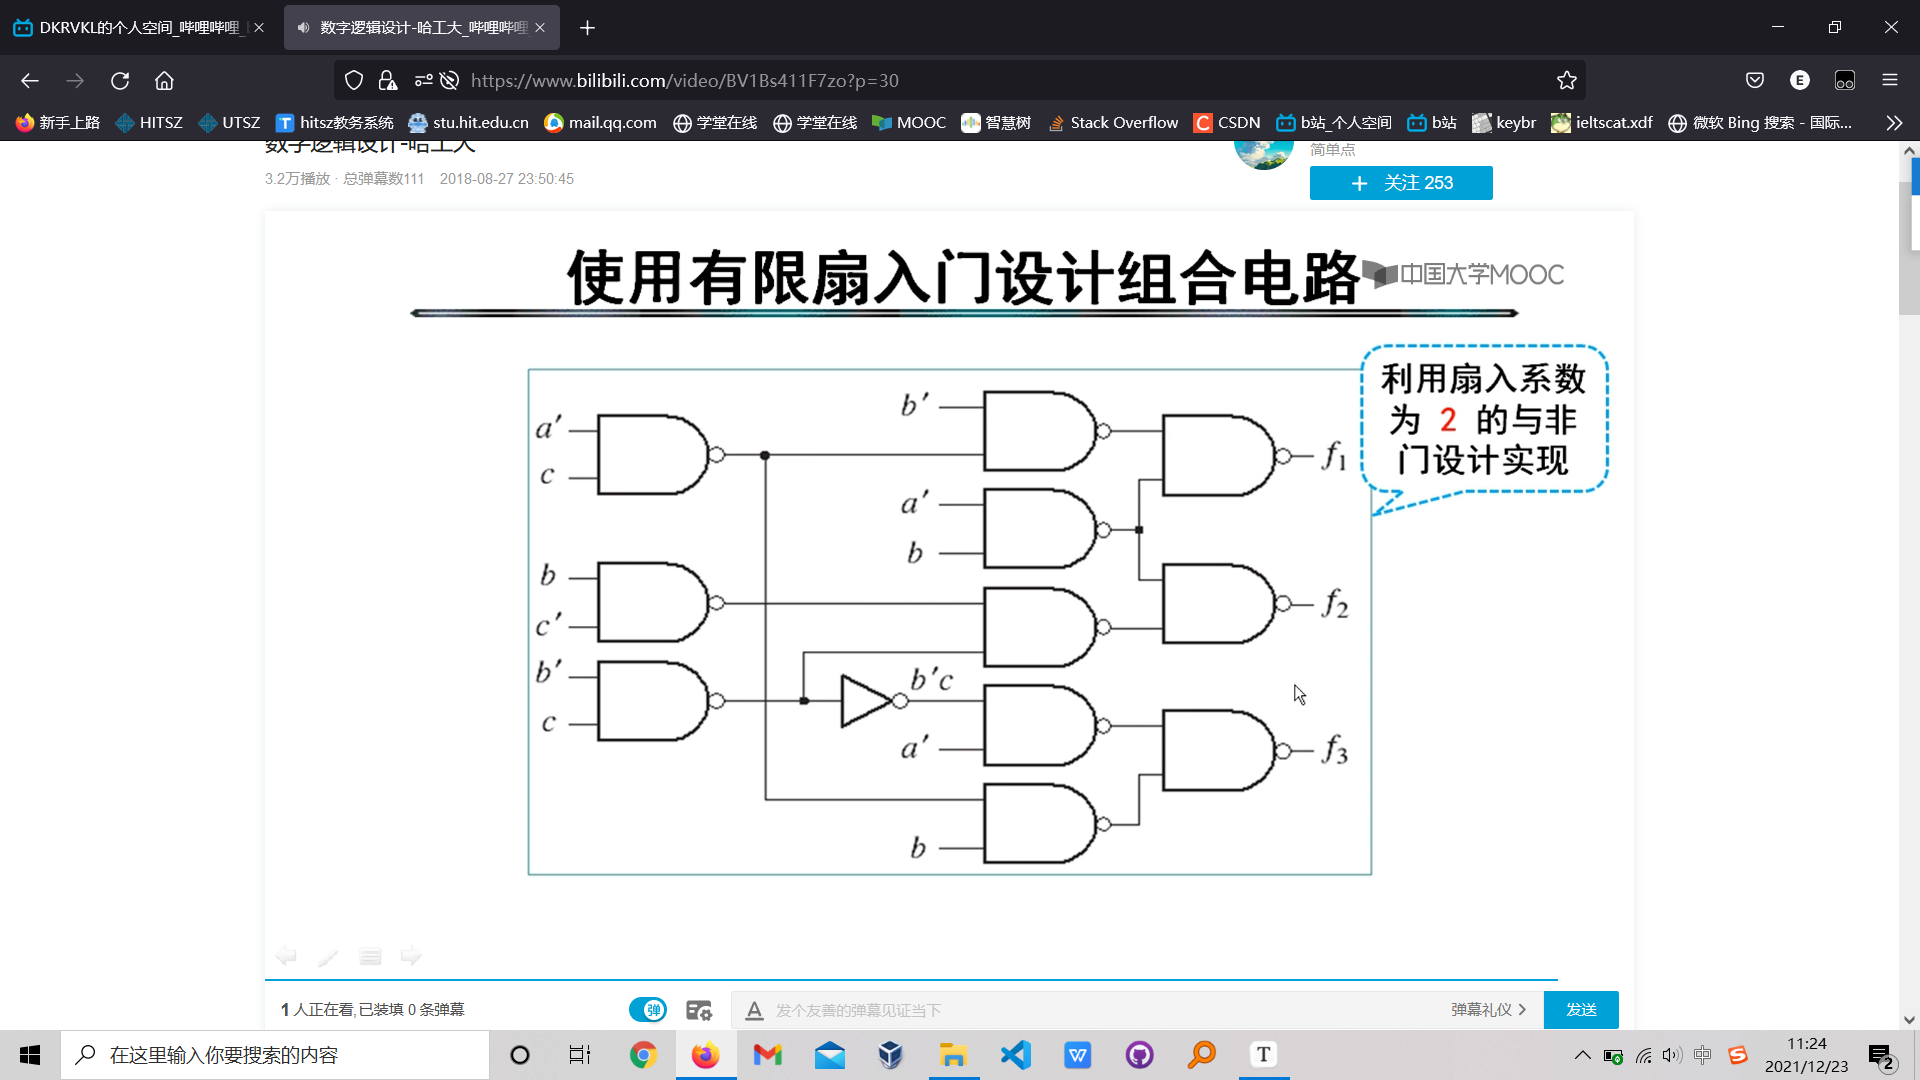 DKRVKL的个人空间_哔哩哔哩_
数字逻辑设计-哈工大_哔哩哔哩
https://www.bilibili.com/video/BV1Bs411F7zo?p=30
E
新手上路
HITSZ
UTSZ
T hitsz教务系统
stu.hit.edu.cn
mail.qq.com
学堂在线
学堂在线
MOOC
智慧树
Stack Overflow
C CSDN
b站_个人空间
b站
keybr
ieltscat.xdf
微软 Bing 搜索 - 国际...
数字逻辑设计-哈工大
简单点
3.2万播放 · 总弹幕数111 2018-08-27 23:50:45
+ 关注 253
使用有限扇入门设计组合电路
中国大学MOOC
利用扇入系数
为 2 的与非
门设计实现
a′
c
b
c′
b′
c
b′
a′
b
b′c
a′
b
f1
f2
f3
1 人正在看, 已装填 0 条弹幕
弹
A
发个友善的弹幕见证当下
弹幕礼仪
发送
在这里输入你要搜索的内容
W
T
中
S
11:24
2021/12/23
2